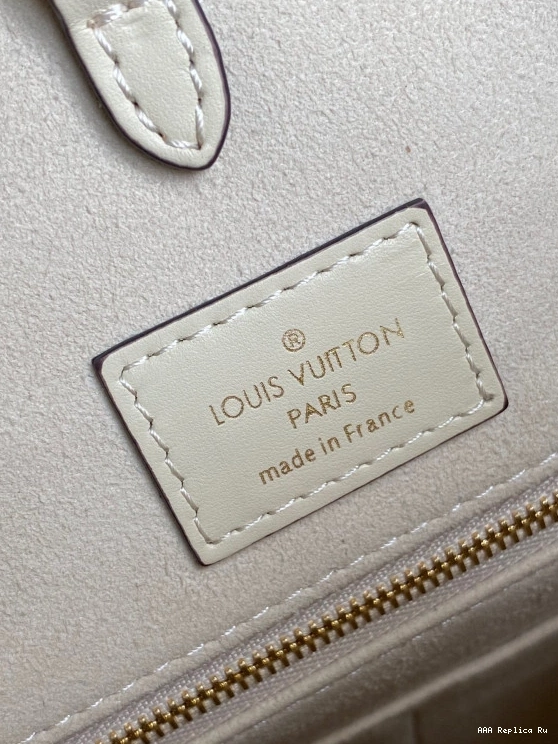 ®
LOUIS VUITTON
PARIS
made in France
AAA Replica Ru